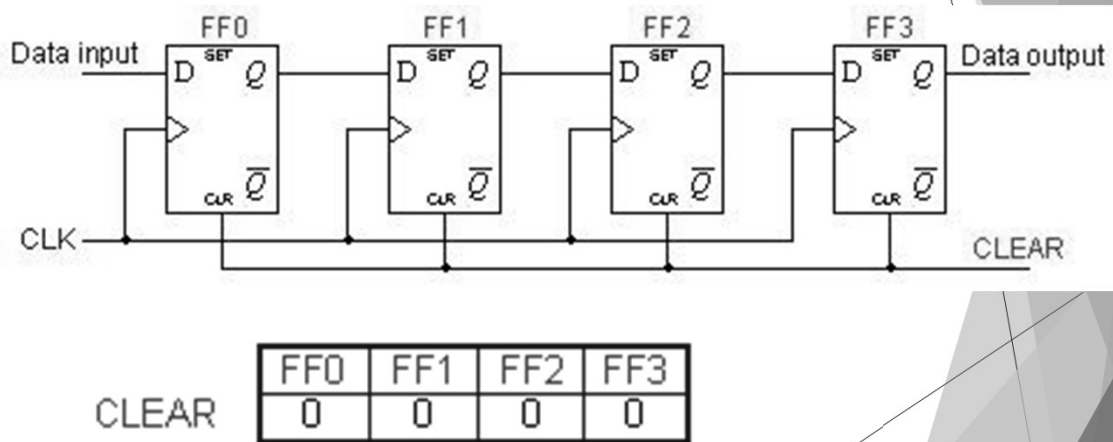 FF0 FF1 FF2 FF3
Data input D SET Q D SET Q D SET Q D SET Q Data output
Q Q Q Q
CLR CLR CLR CLR
CLK
CLEAR
FF0 FF1 FF2 FF3
CLEAR 0 0 0 0